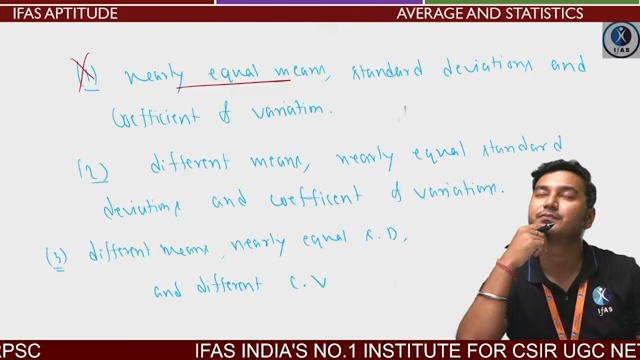 IFAS APTITUDE
AVERAGE AND STATISTICS
IFAS
(1) nearly equal means, standard deviations and
coefficient of variation.
(2) different means, nearly equal standard
deviations and coefficent of variation.
(3) different means, nearly equal S.D,
and different C.V
IFAS
RPSC
IFAS INDIA'S NO.1 INSTITUTE FOR CSIR UGC NET